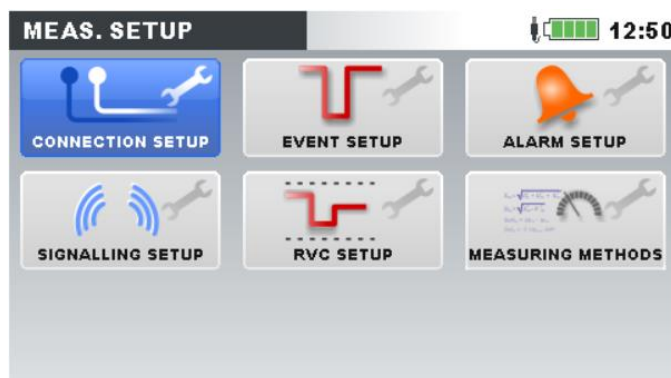 MEAS. SETUP 12:50
CONNECTION SETUP EVENT SETUP ALARM SETUP
SIGNALLING SETUP RVC SETUP MEASURING METHODS